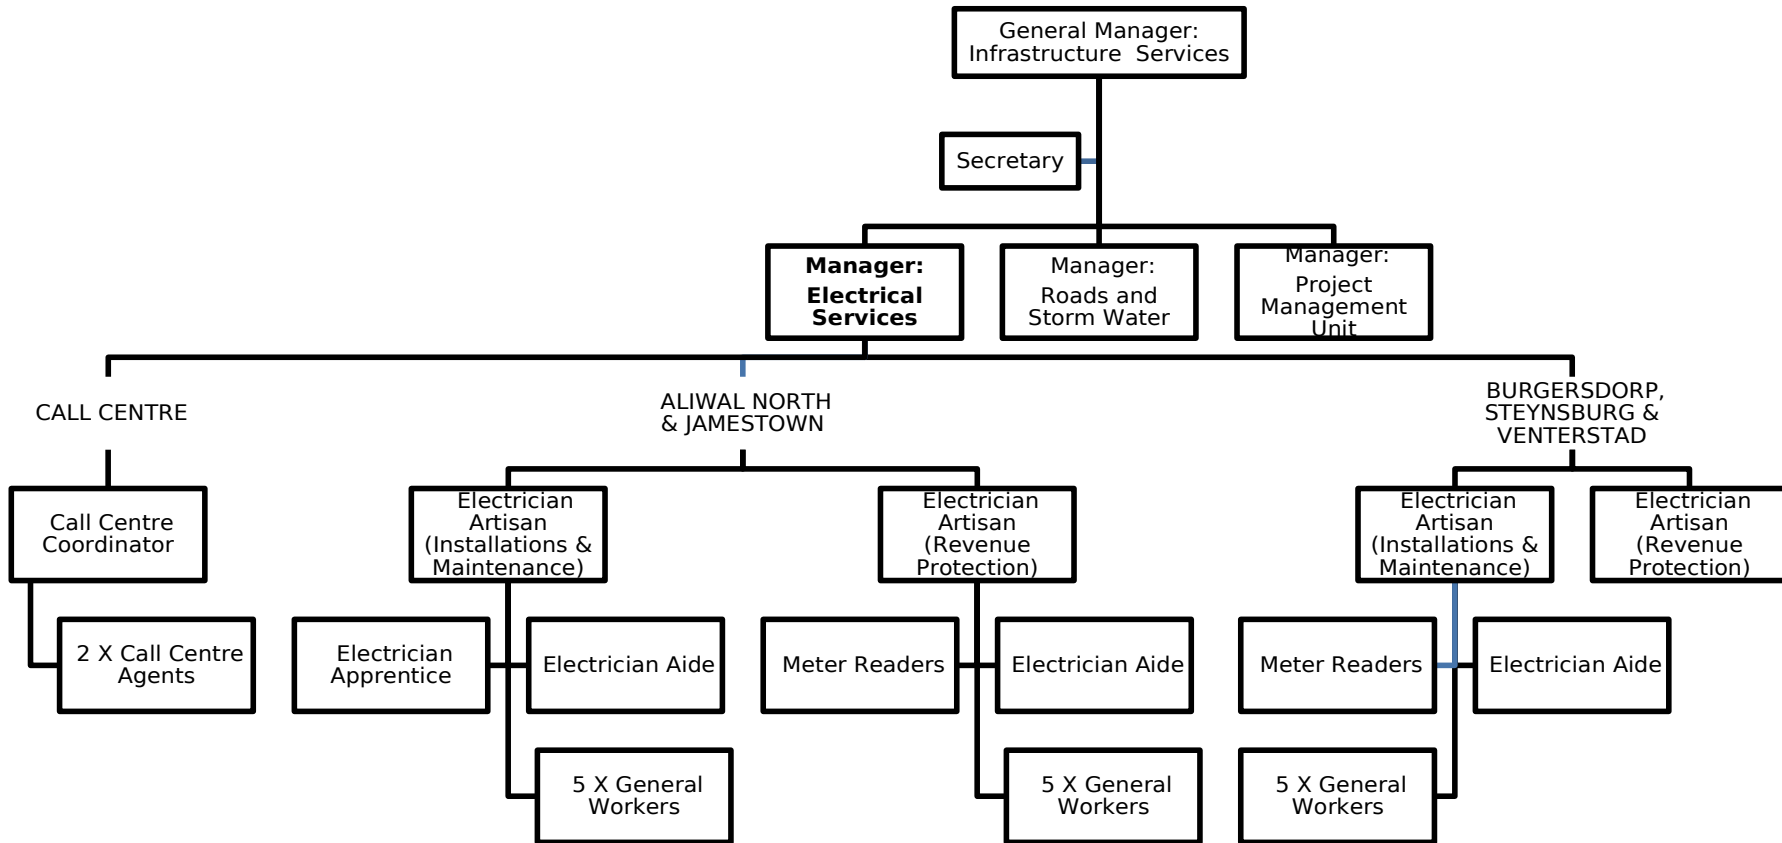 General Manager:
Infrastructure Services
Secretary
Manager:
Electrical
Services
Manager:
Roads and
Storm Water
Manager:
Project
Management
Unit
CALL CENTRE
ALIWAL NORTH
& JAMESTOWN
BURGERSDORP,
STEYNSBURG &
VENTERSTAD
Call Centre
Coordinator
Electrician
Artisan
(Installations &
Maintenance)
Electrician
Artisan
(Revenue
Protection)
Electrician
Artisan
(Installations &
Maintenance)
Electrician
Artisan
(Revenue
Protection)
2 X Call Centre
Agents
Electrician
Apprentice
Electrician Aide
Meter Readers
Electrician Aide
Meter Readers
Electrician Aide
5 X General
Workers
5 X General
Workers
5 X General
Workers